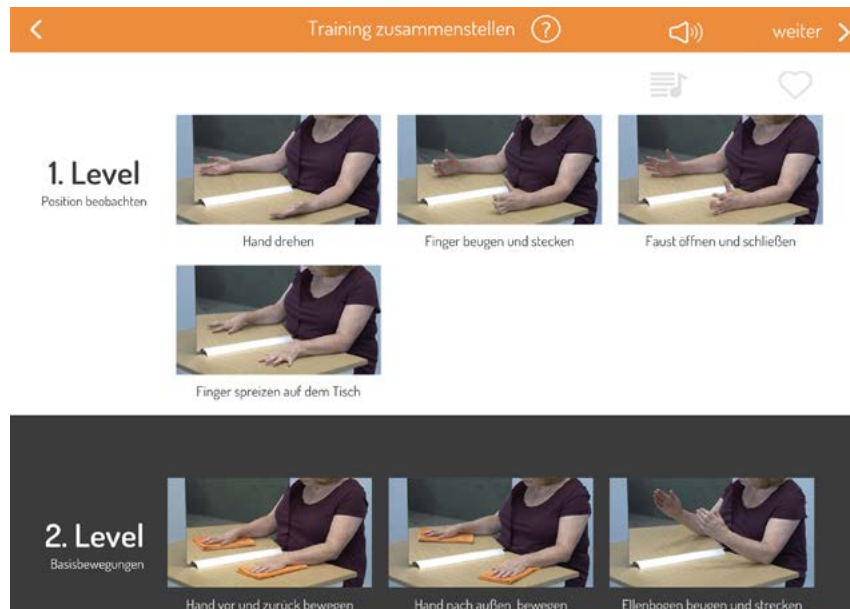 Training zusammenstellen ?
weiter
1. Level
Position beobachten
Hand drehen
Finger beugen und stecken
Faust öffnen und schließen
Finger spreizen auf dem Tisch
2. Level
Basisbewegungen
Hand vor und zurück bewegen
Hand nach außen bewegen
Ellenbogen beugen und strecken